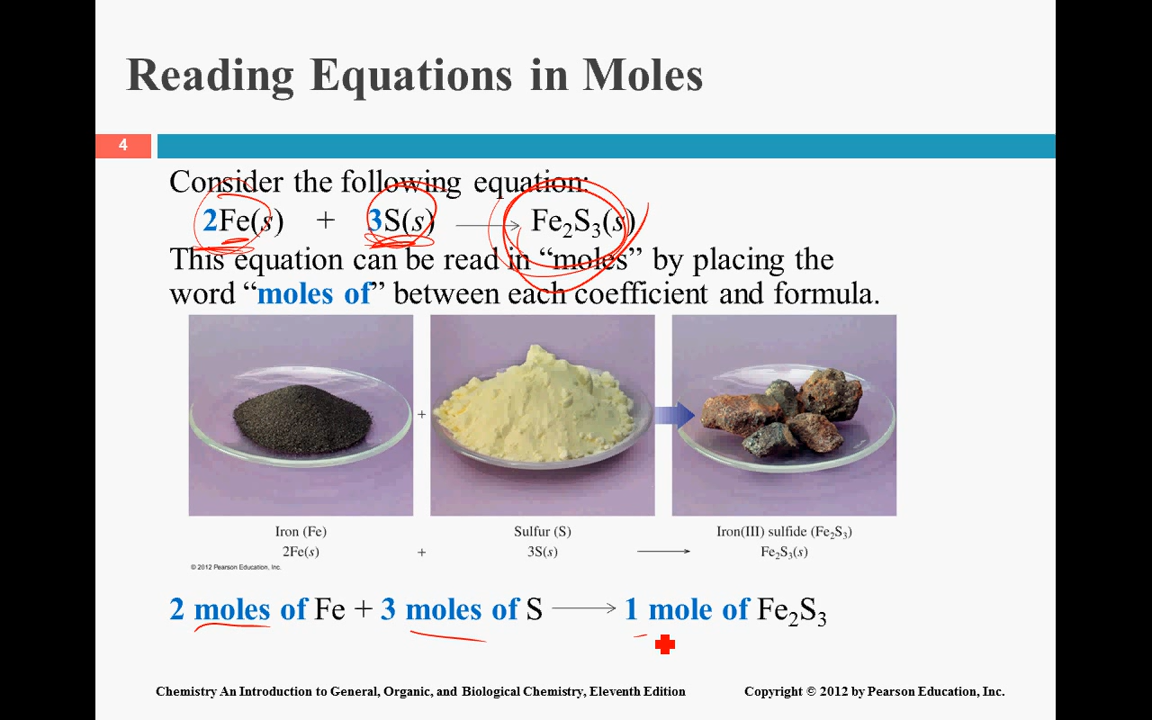 Reading Equations in Moles
4
Consider the following equation:
2Fe(s) + 3S(s) ⟶ Fe₂S₃(s)
This equation can be read in “moles” by placing the
word “moles of” between each coefficient and formula.
+
Iron (Fe) Sulfur (S) Iron(III) sulfide (Fe₂S₃)
2Fe(s) + 3S(s) ⟶ Fe₂S₃(s)
© 2012 Pearson Education, Inc.
2 moles of Fe + 3 moles of S ⟶ 1 mole of Fe₂S₃
Chemistry An Introduction to General, Organic, and Biological Chemistry, Eleventh Edition Copyright © 2012 by Pearson Education, Inc.